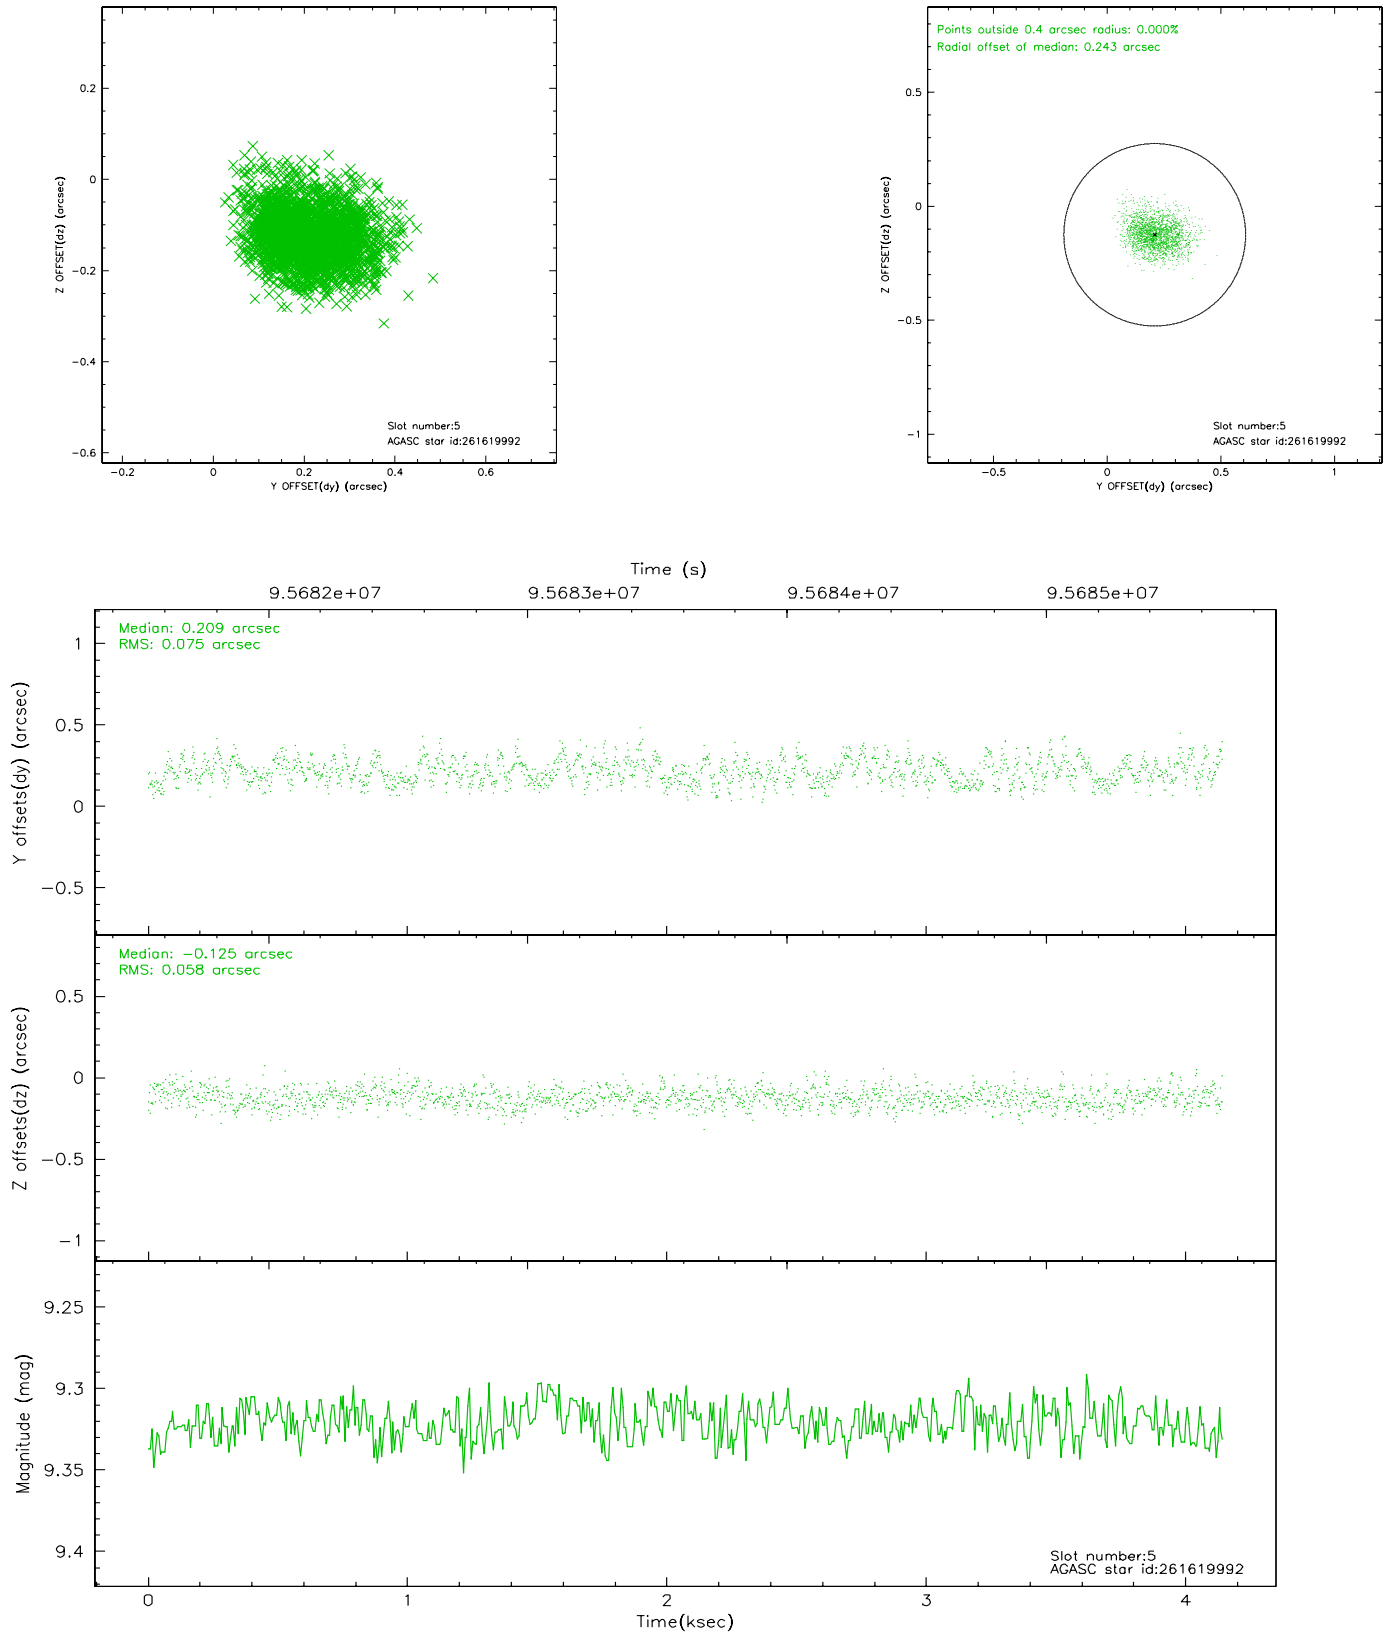 0.2
0
−0.2
−0.4
−0.6
Z OFFSET(dz) (arcsec)
Slot number:5
AGASC star id:261619992
−0.2
0
0.2
0.4
0.6
Y OFFSET(dy) (arcsec)
Points outside 0.4 arcsec radius: 0.000%
Radial offset of median: 0.243 arcsec
0.5
0
−0.5
−1
Z OFFSET(dz) (arcsec)
Slot number:5
AGASC star id:261619992
−0.5
0
0.5
1
Y OFFSET(dy) (arcsec)
Time (s)
9.5682e+07
9.5683e+07
9.5684e+07
9.5685e+07
Median: 0.209 arcsec
RMS: 0.075 arcsec
1
0.5
0
−0.5
Y offsets(dy) (arcsec)
Median: −0.125 arcsec
RMS: 0.058 arcsec
0.5
0
−0.5
−1
Z offsets(dz) (arcsec)
9.25
9.3
9.35
9.4
Magnitude (mag)
Slot number:5
AGASC star id:261619992
0
1
2
3
4
Time(ksec)